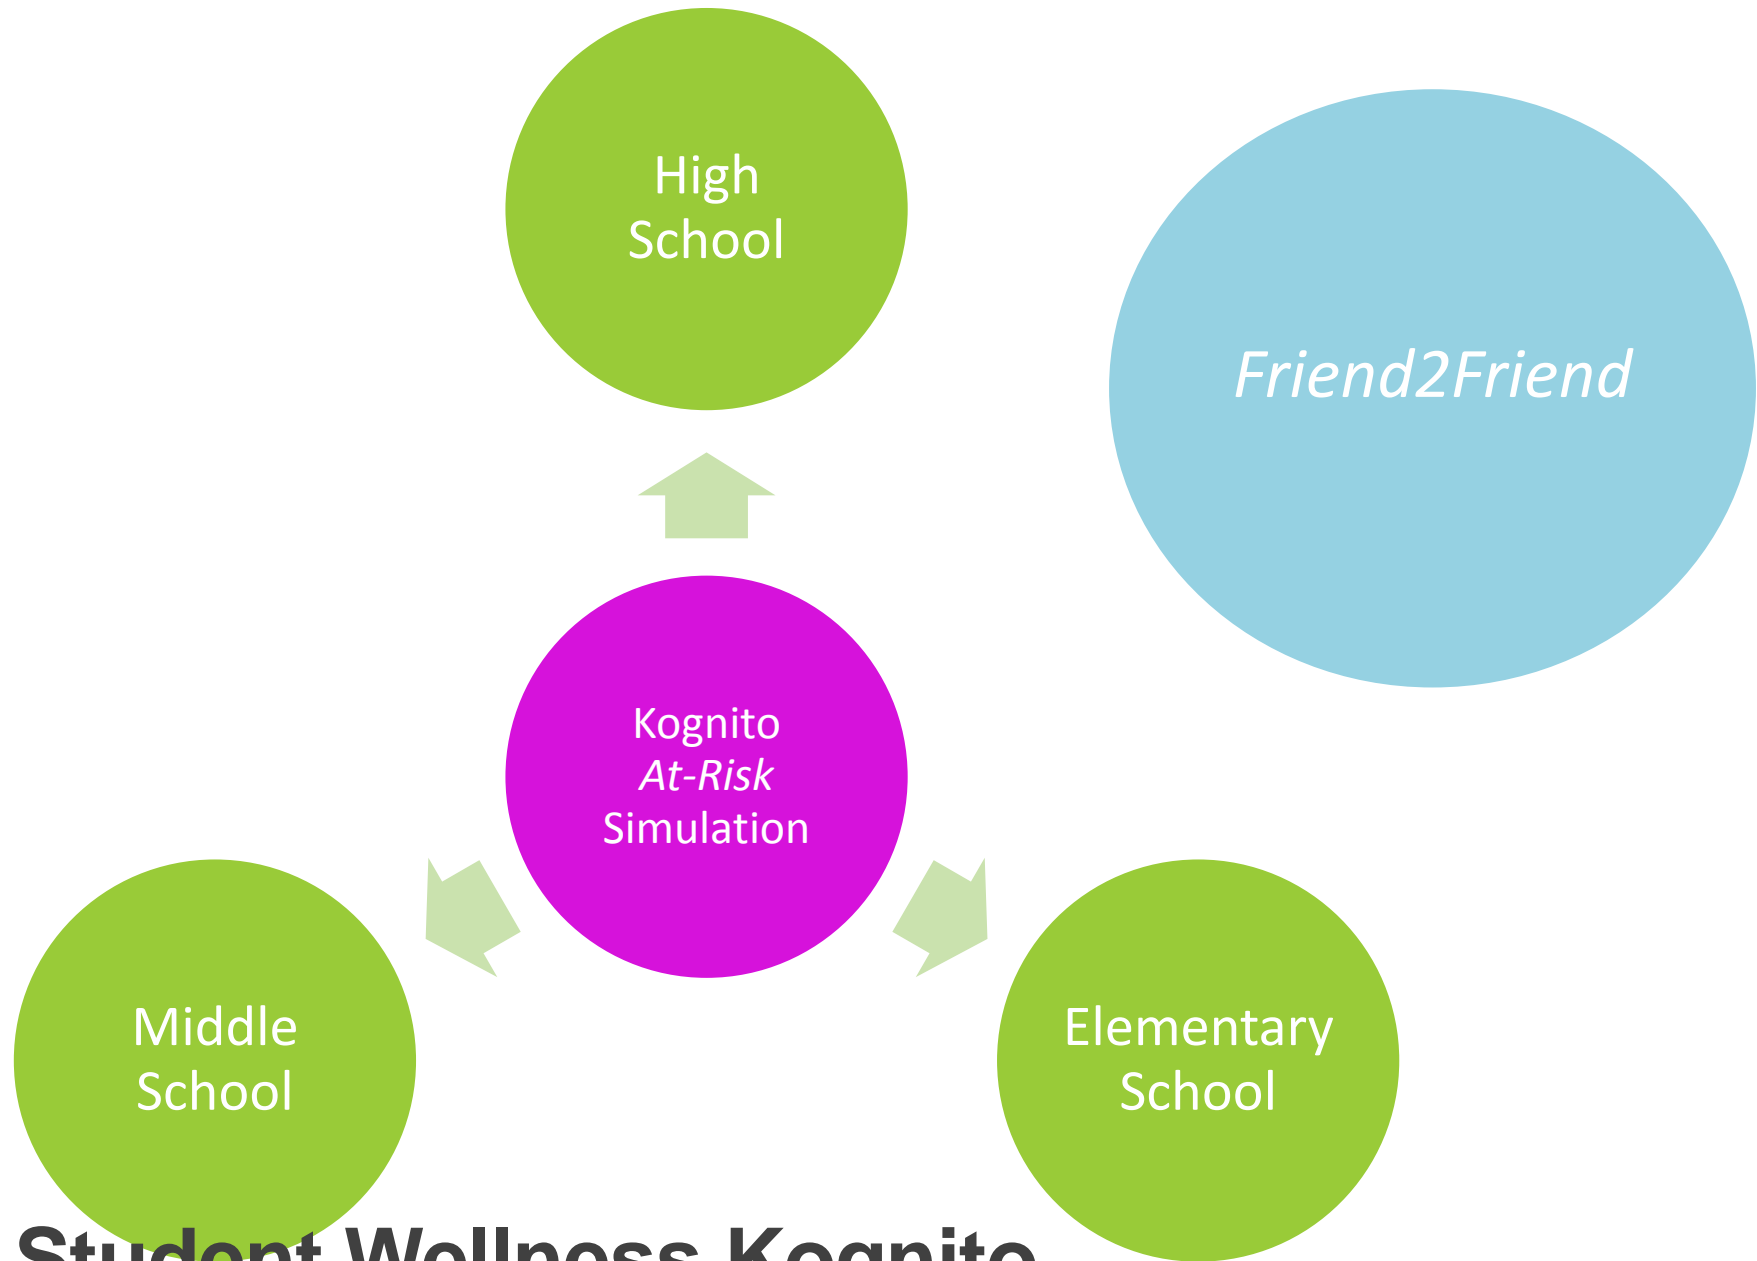 High
School
Friend2Friend
Kognito
At-Risk
Simulation
Middle
School
Elementary
School
Student Wellness Kognito